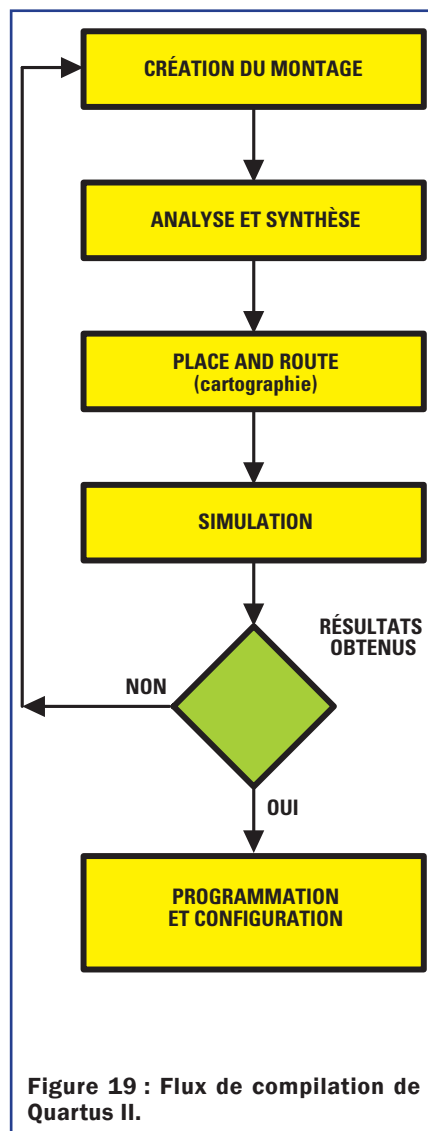 CRÉATION DU MONTAGE
ANALYSE ET SYNTHÈSE
PLACE AND ROUTE
(cartographie)
SIMULATION
RÉSULTATS
OBTENUS
NON
OUI
PROGRAMMATION
ET CONFIGURATION
Figure 19 : Flux de compilation de
Quartus II.